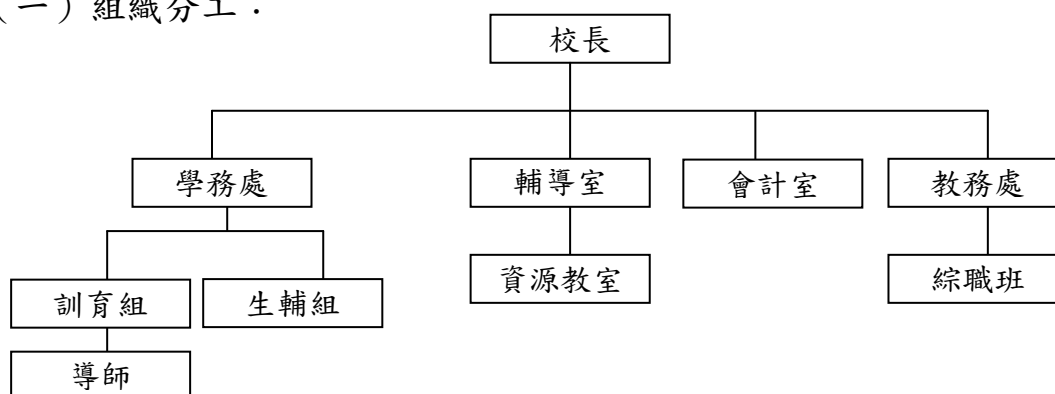 （一）組織分工：
校長
學務處 輔導室 會計室 教務處
訓育組 生輔組 資源教室 綜職班
導師